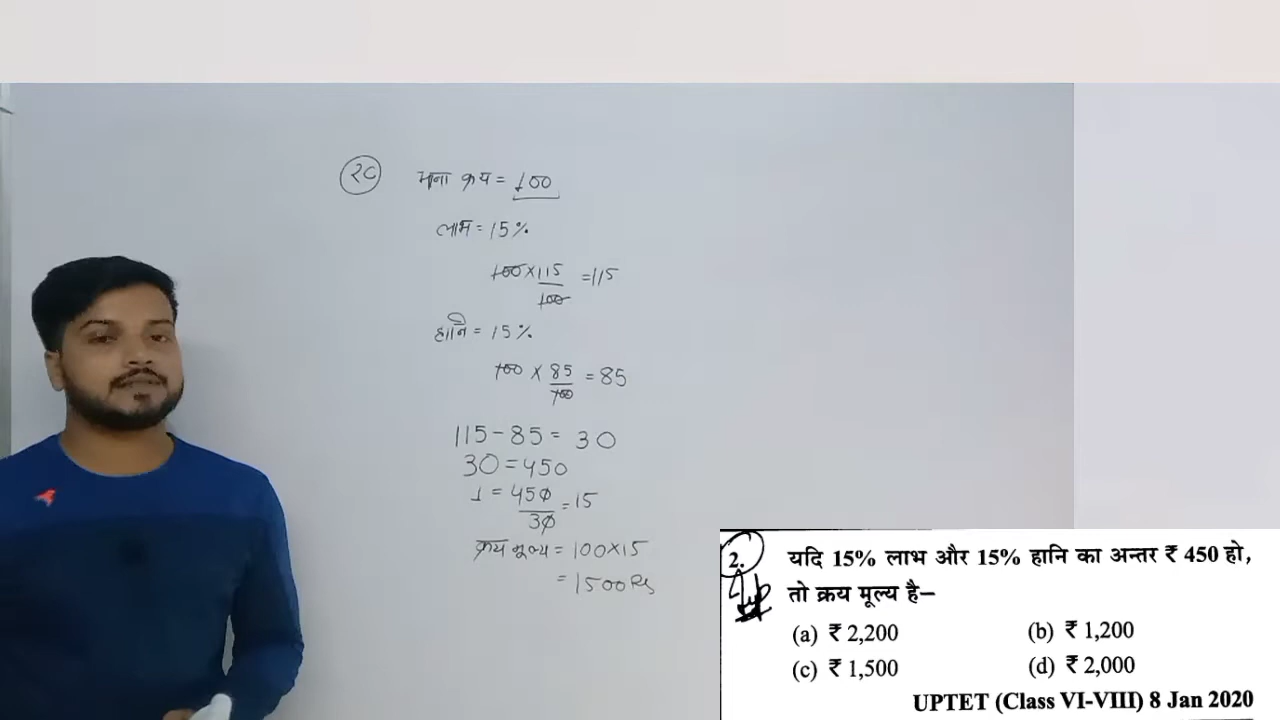 २८ माना क्रय = 100
लाभ = 15%
100 × 115/100 = 115
हानि = 15%
100 × 85/100 = 85
115 - 85 = 30
30 = 450
1 = 450/30 = 15
क्रय मूल्य = 100×15
= 1500 Rs
2. यदि 15% लाभ और 15% हानि का अन्तर ₹ 450 हो,
तो क्रय मूल्य है–
(a) ₹ 2,200 (b) ₹ 1,200
(c) ₹ 1,500 (d) ₹ 2,000
UPTET (Class VI-VIII) 8 Jan 2020